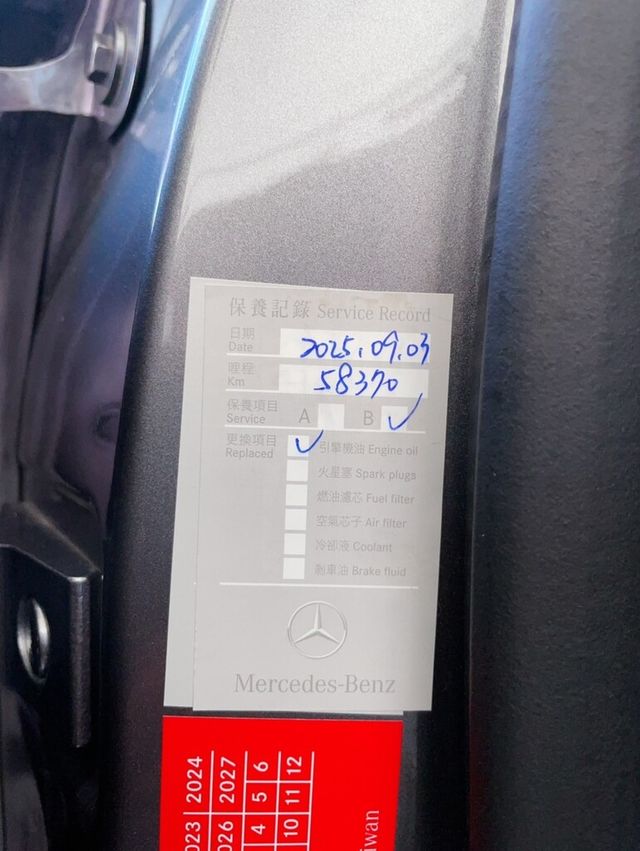 保養記錄 Service Record
日期 2025.09.03
Date
哩程 58370
Km
保養項目 A B ✓
Service
更換項目 ✓ 引擎機油 Engine oil
Replaced
火星塞 Spark plugs
燃油濾芯 Fuel filter
空氣芯子 Air filter
冷卻液 Coolant
剎車油 Brake fluid
Mercedes-Benz
2024
2027
4 5 6
10 11 12